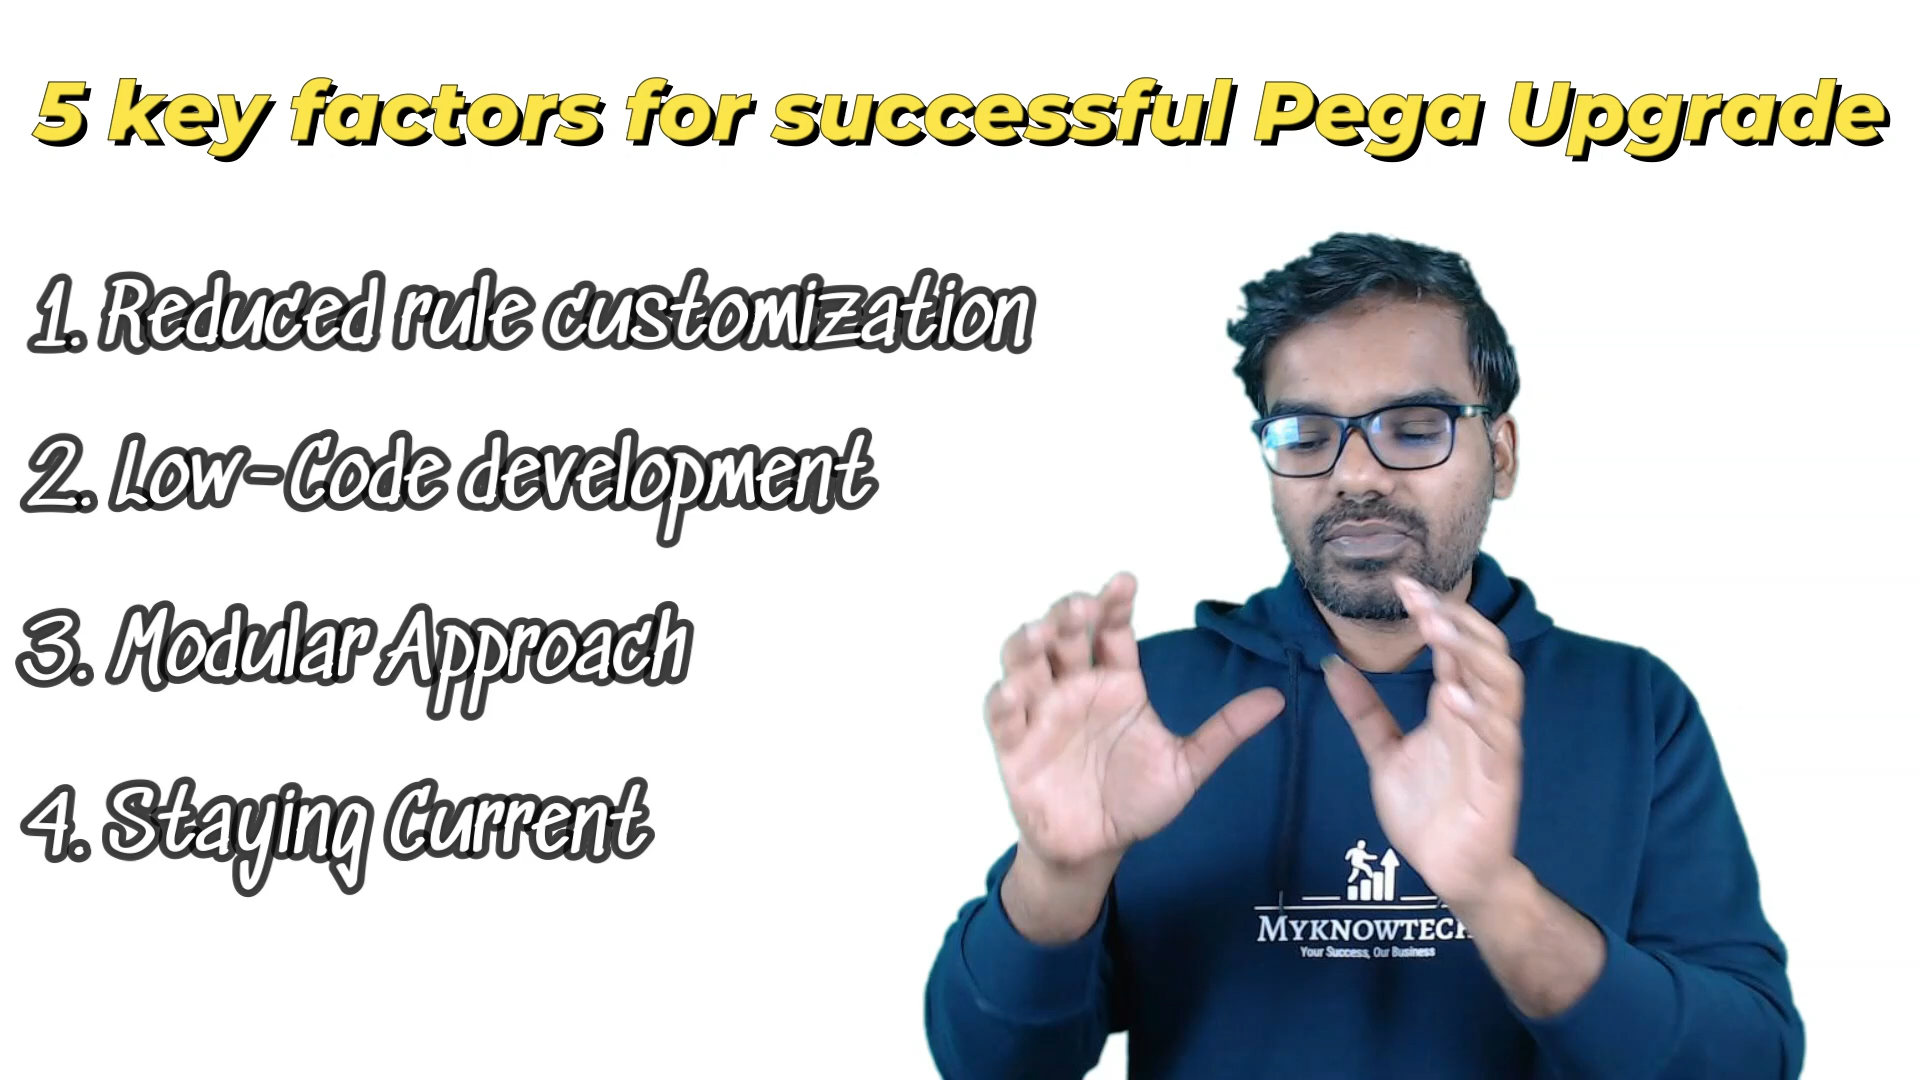 5 key factors for successful Pega Upgrade
1. Reduced rule customization
2. Low-Code development
3. Modular Approach
4. Staying Current
MYKNOWTECH
Your Success, Our Business